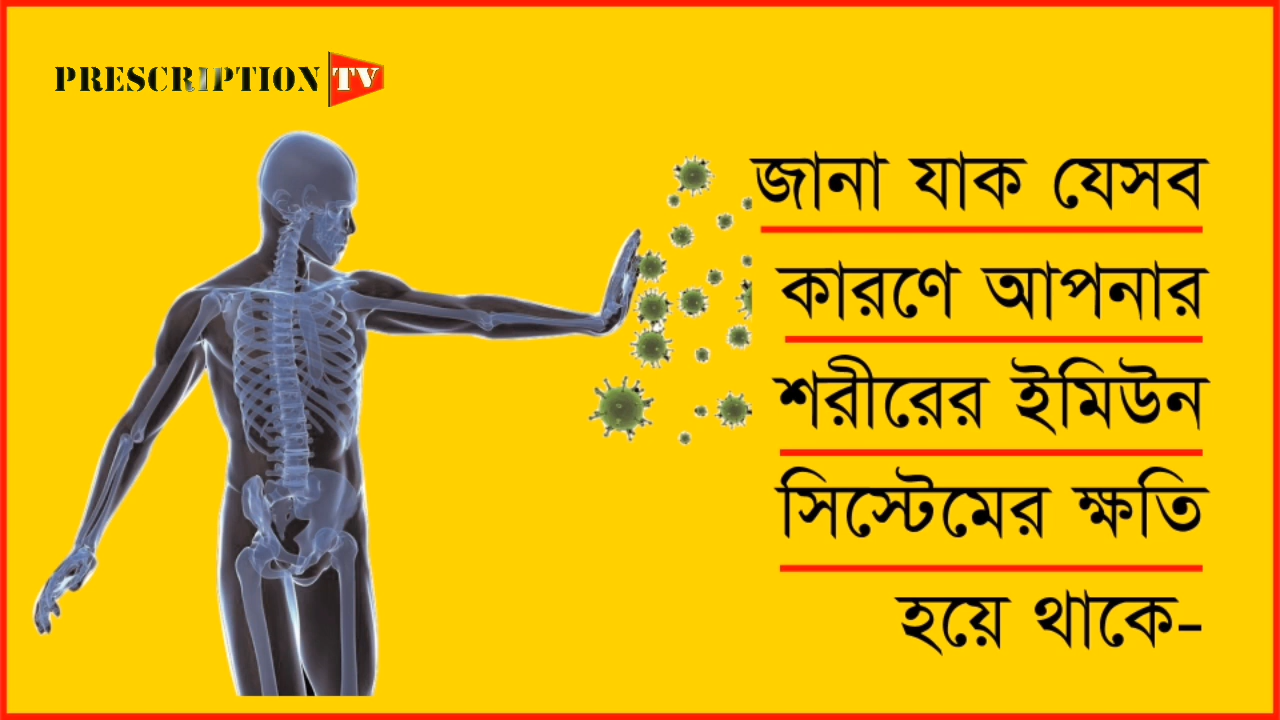 PRESCRIPTION TV
জানা যাক যেসব
কারণে আপনার
শরীরের ইমিউন
সিস্টেমের ক্ষতি
হয়ে থাকে-